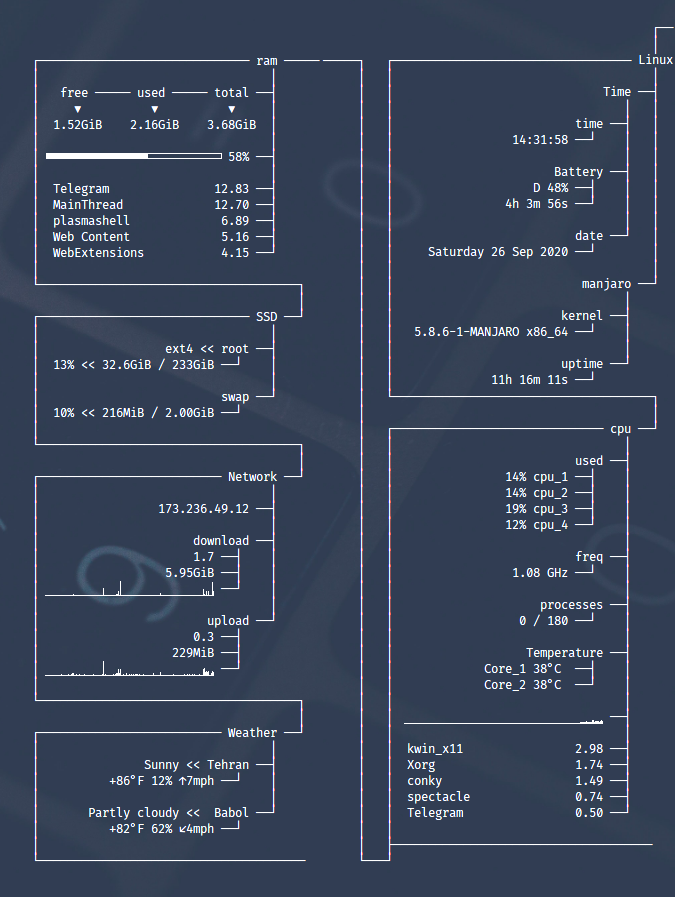 ram
free used total
▼ ▼ ▼
1.52GiB 2.16GiB 3.68GiB
58%
Telegram 12.83
MainThread 12.70
plasmashell 6.89
Web Content 5.16
WebExtensions 4.15
SSD
ext4 << root
13% << 32.6GiB / 233GiB
swap
10% << 216MiB / 2.00GiB
Network
173.236.49.12
download
1.7
5.95GiB
upload
0.3
229MiB
Weather
Sunny << Tehran
+86°F 12% ↑7mph
Partly cloudy << Babol
+82°F 62% ↙4mph
Linux
Time
time
14:31:58
Battery
D 48%
4h 3m 56s
date
Saturday 26 Sep 2020
manjaro
kernel
5.8.6-1-MANJARO x86_64
uptime
11h 16m 11s
cpu
used
14% cpu_1
14% cpu_2
19% cpu_3
12% cpu_4
freq
1.08 GHz
processes
0 / 180
Temperature
Core_1 38°C
Core_2 38°C
kwin_x11 2.98
Xorg 1.74
conky 1.49
spectacle 0.74
Telegram 0.50